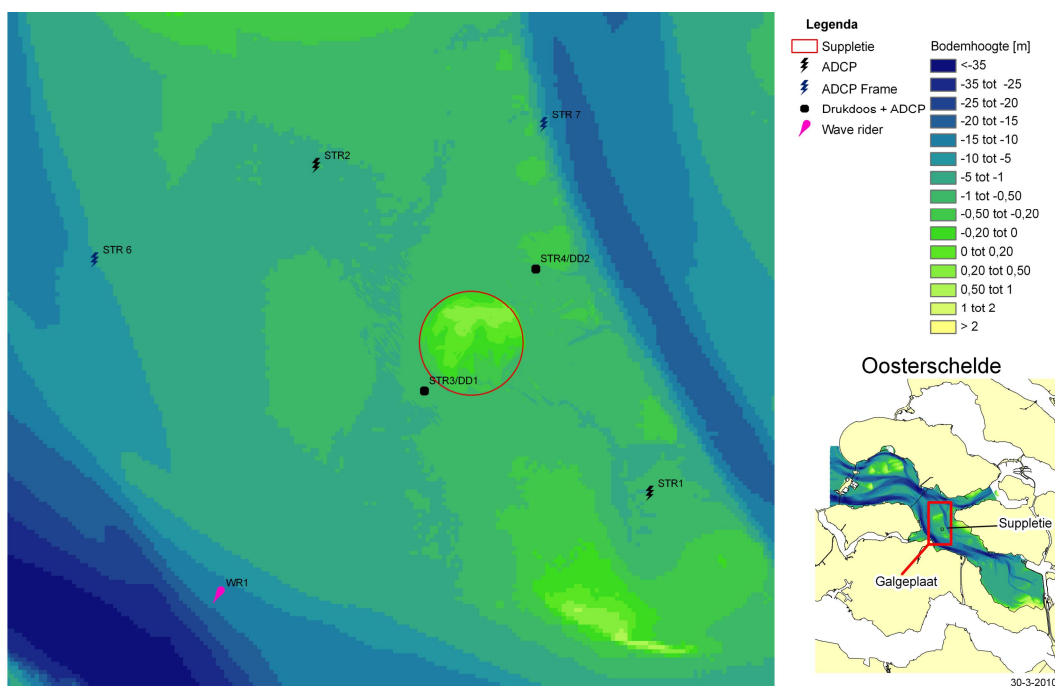 STR 7
STR2
STR 6
STR4/DD2
STR3/DD1
STR1
WR1
Legenda
Suppletie
ADCP
ADCP Frame
Drukdoos + ADCP
Wave rider
Bodemhoogte [m]
<-35
-35 tot -25
-25 tot -20
-20 tot -15
-15 tot -10
-10 tot -5
-5 tot -1
-1 tot -0,50
-0,50 tot -0,20
-0,20 tot 0
0 tot 0,20
0,20 tot 0,50
0,50 tot 1
1 tot 2
> 2
Oosterschelde
Suppletie
Galgeplaat
30-3-2010